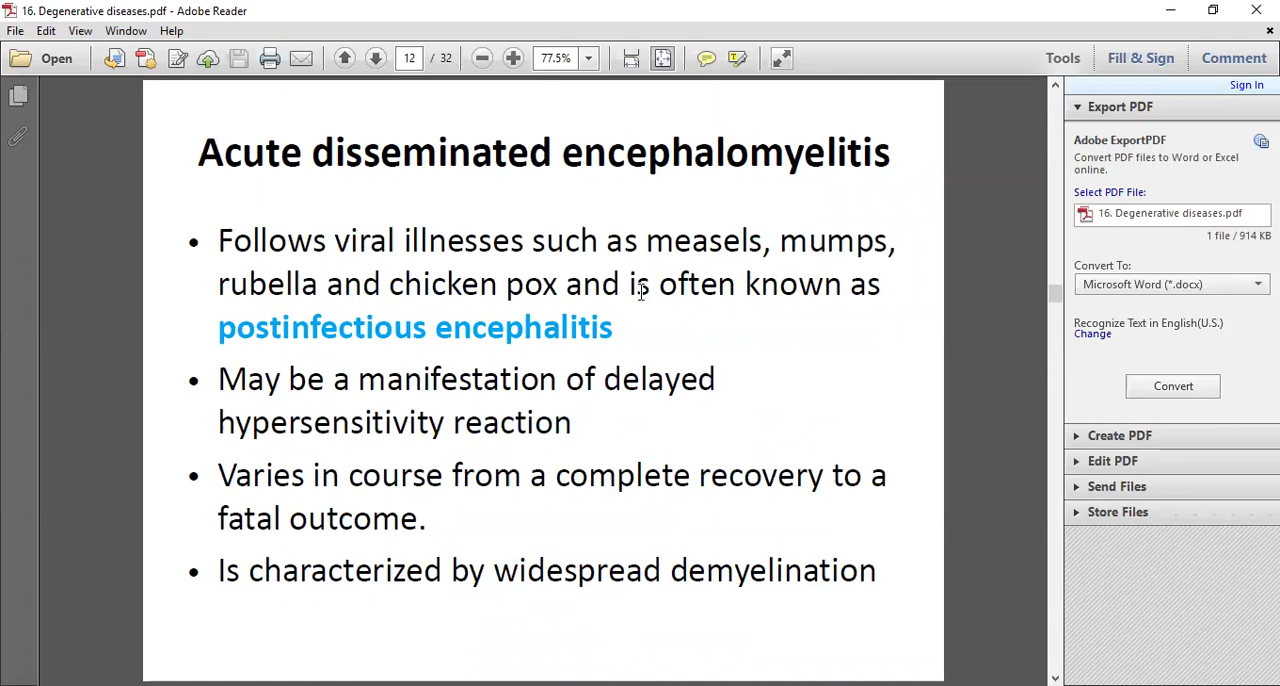 16. Degenerative diseases.pdf - Adobe Reader
File Edit View Window Help
Open 12 / 32 77.5% Tools Fill & Sign Comment
Sign In
Acute disseminated encephalomyelitis
• Follows viral illnesses such as measels, mumps,
rubella and chicken pox and is often known as
postinfectious encephalitis
• May be a manifestation of delayed
hypersensitivity reaction
• Varies in course from a complete recovery to a
fatal outcome.
• Is characterized by widespread demyelination
Export PDF
Adobe ExportPDF
Convert PDF files to Word or Excel
online.
Select PDF File:
16. Degenerative diseases.pdf
1 file / 914 KB
Convert To:
Microsoft Word (*.docx)
Recognize Text in English(U.S.)
Change
Convert
Create PDF
Edit PDF
Send Files
Store Files